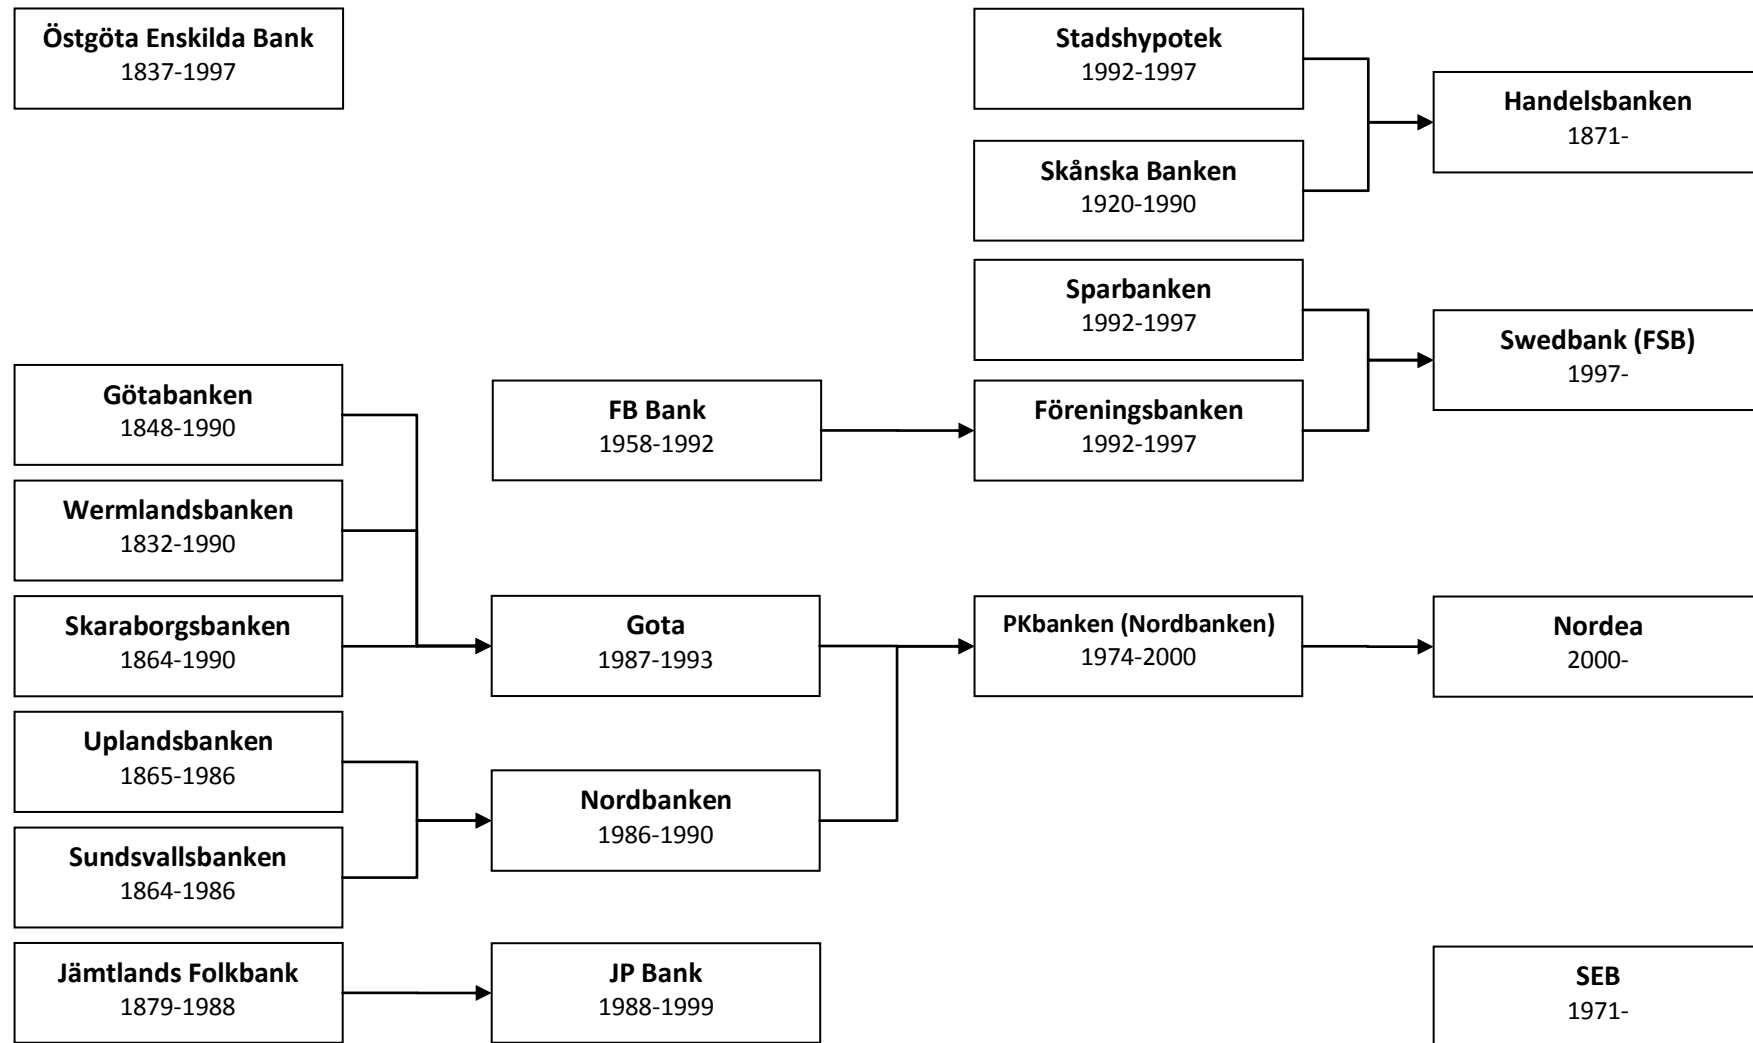 Östgöta Enskilda Bank
1837-1997
Stadshypotek
1992-1997
Handelsbanken
1871-
Skånska Banken
1920-1990
Sparbanken
1992-1997
Swedbank (FSB)
1997-
Götabanken
1848-1990
FB Bank
1958-1992
Föreningsbanken
1992-1997
Wermlandsbanken
1832-1990
Skaraborgsbanken
1864-1990
Gota
1987-1993
PKbanken (Nordbanken)
1974-2000
Nordea
2000-
Uplandsbanken
1865-1986
Nordbanken
1986-1990
Sundsvallsbanken
1864-1986
Jämtlands Folkbank
1879-1988
JP Bank
1988-1999
SEB
1971-